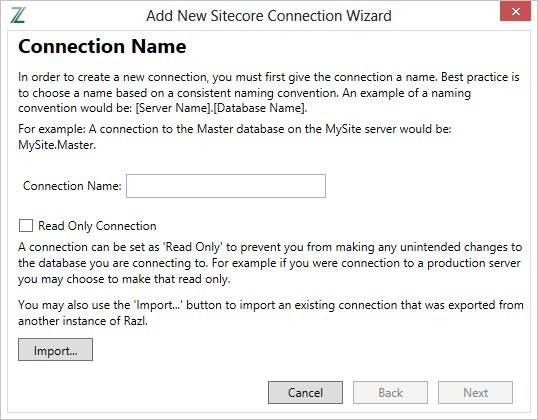 Add New Sitecore Connection Wizard
Connection Name
In order to create a new connection, you must first give the connection a name. Best practice is
to choose a name based on a consistent naming convention. An example of a naming
convention would be: [Server Name].[Database Name].
For example: A connection to the Master database on the MySite server would be:
MySite.Master.
Connection Name:
Read Only Connection
A connection can be set as 'Read Only' to prevent you from making any unintended changes to
the database you are connecting to. For example if you were connection to a production server
you may choose to make that read only.
You may also use the 'Import...' button to import an existing connection that was exported from
another instance of Razl.
Import...
Cancel
Back
Next